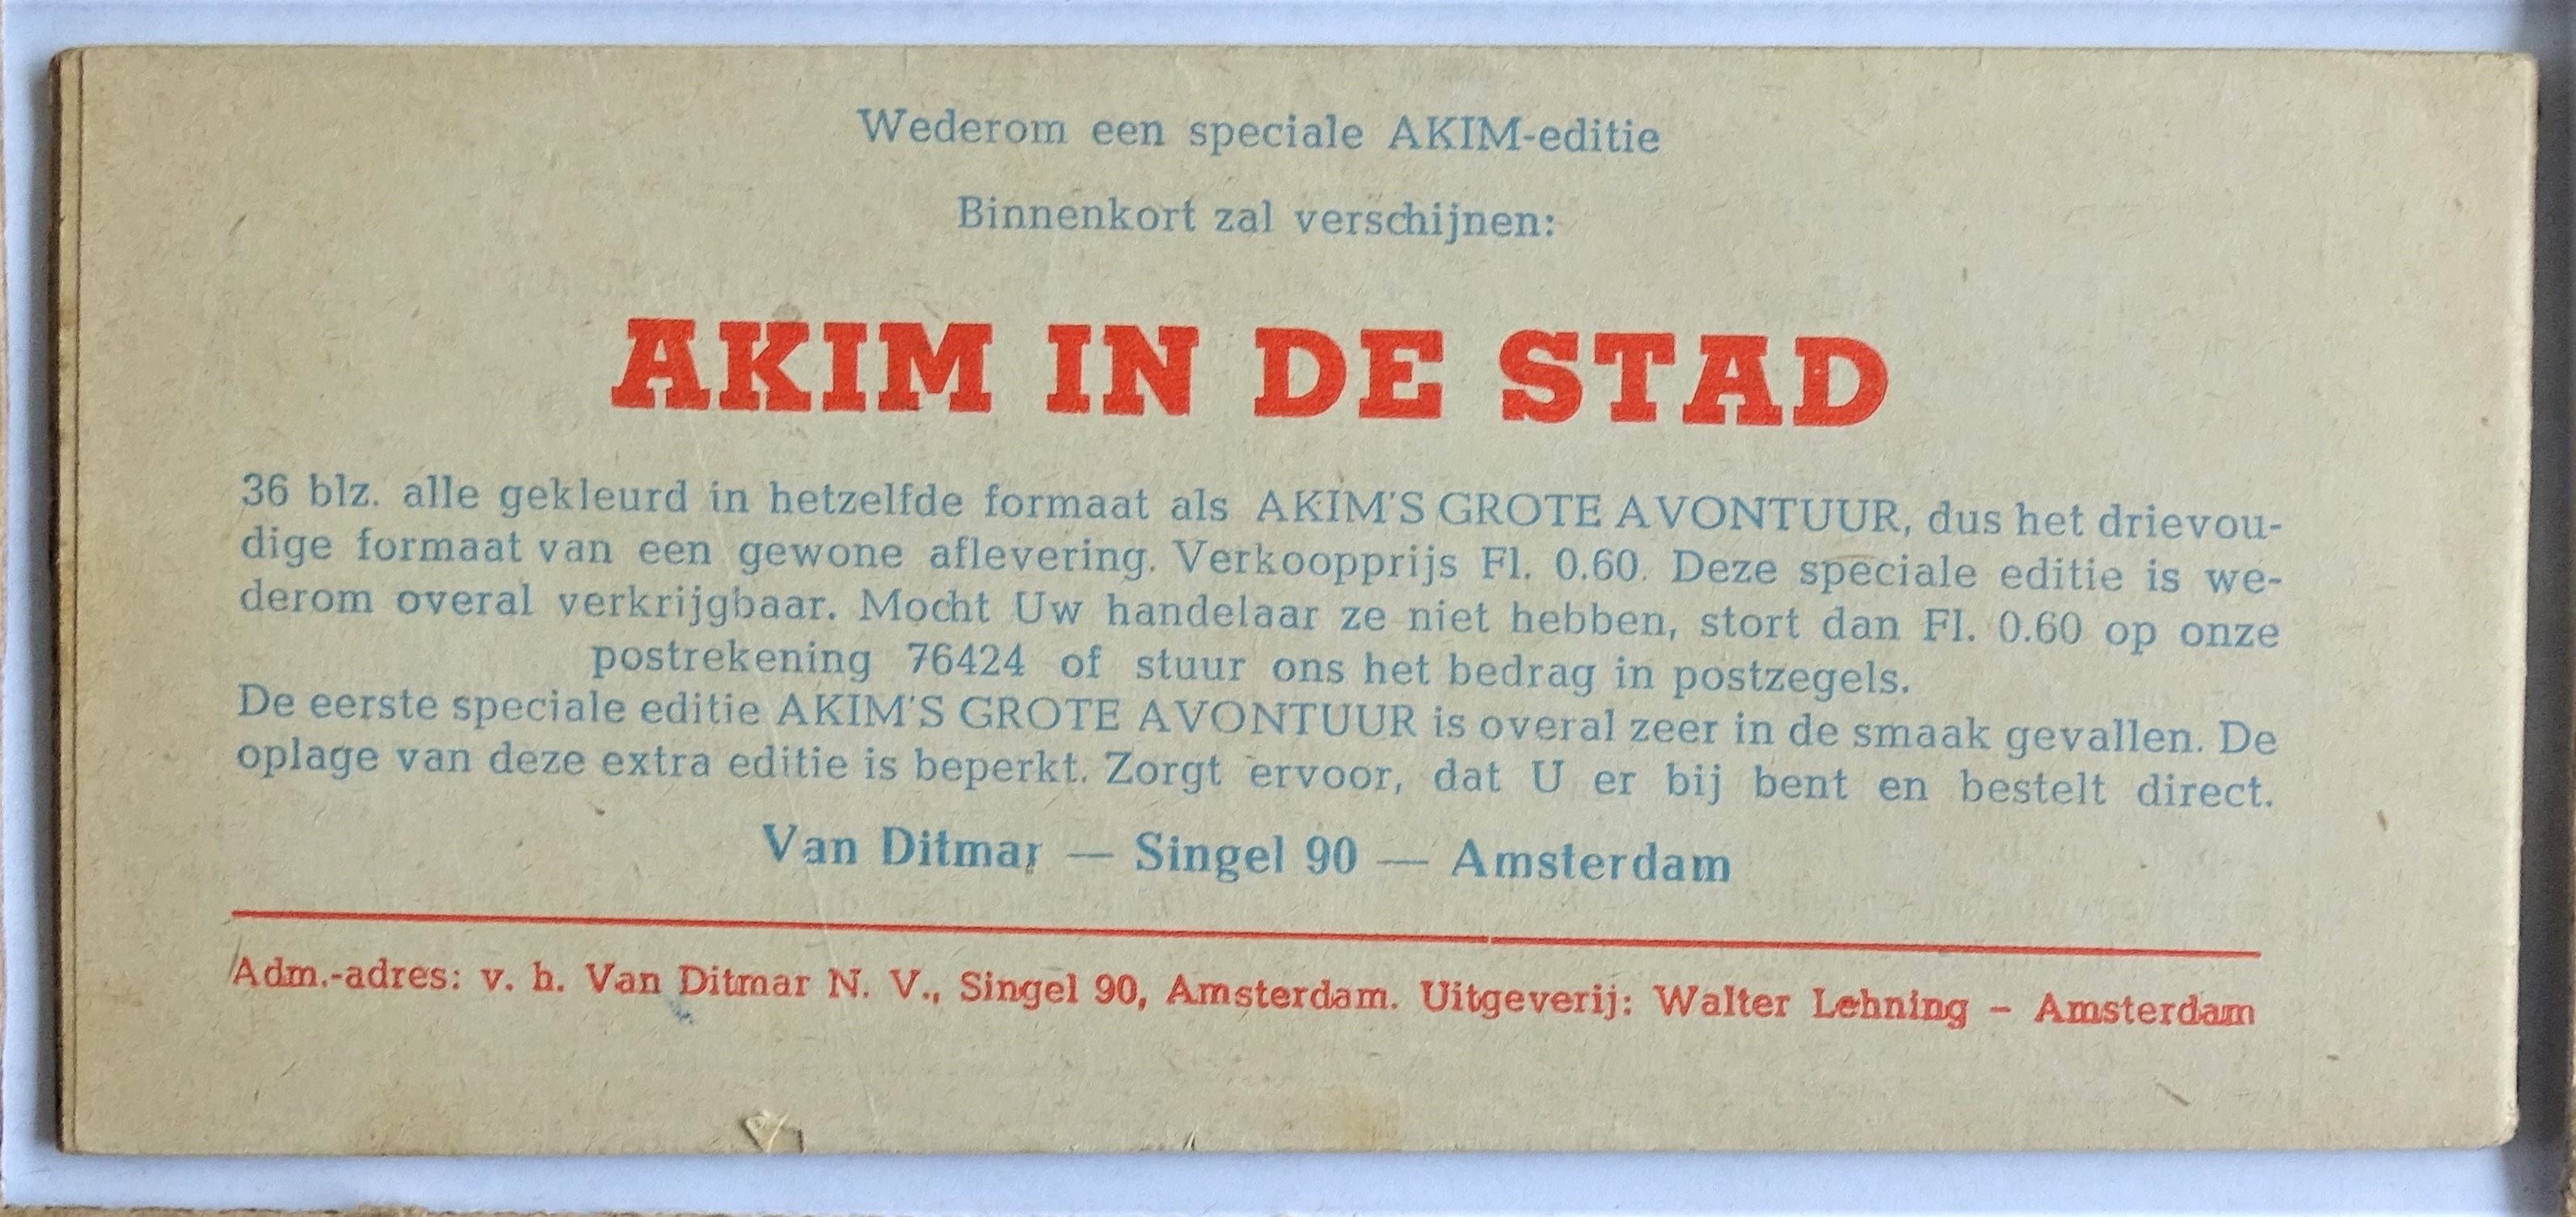 Wederom een speciale AKIM-editie
Binnenkort zal verschijnen:
AKIM IN DE STAD
36 blz. alle gekleurd in hetzelfde formaat als AKIM'S GROTE AVONTUUR, dus het drievou-
dige formaat van een gewone aflevering. Verkoopprijs Fl. 0.60. Deze speciale editie is we-
derom overal verkrijgbaar. Mocht Uw handelaar ze niet hebben, stort dan Fl. 0.60 op onze
postrekening 76424 of stuur ons het bedrag in postzegels.
De eerste speciale editie AKIM'S GROTE AVONTUUR is overal zeer in de smaak gevallen. De
oplage van deze extra editie is beperkt. Zorgt ervoor, dat U er bij bent en bestelt direct.
Van Ditmar — Singel 90 — Amsterdam
Adm.-adres: v. h. Van Ditmar N. V., Singel 90, Amsterdam. Uitgeverij: Walter Lehning – Amsterdam